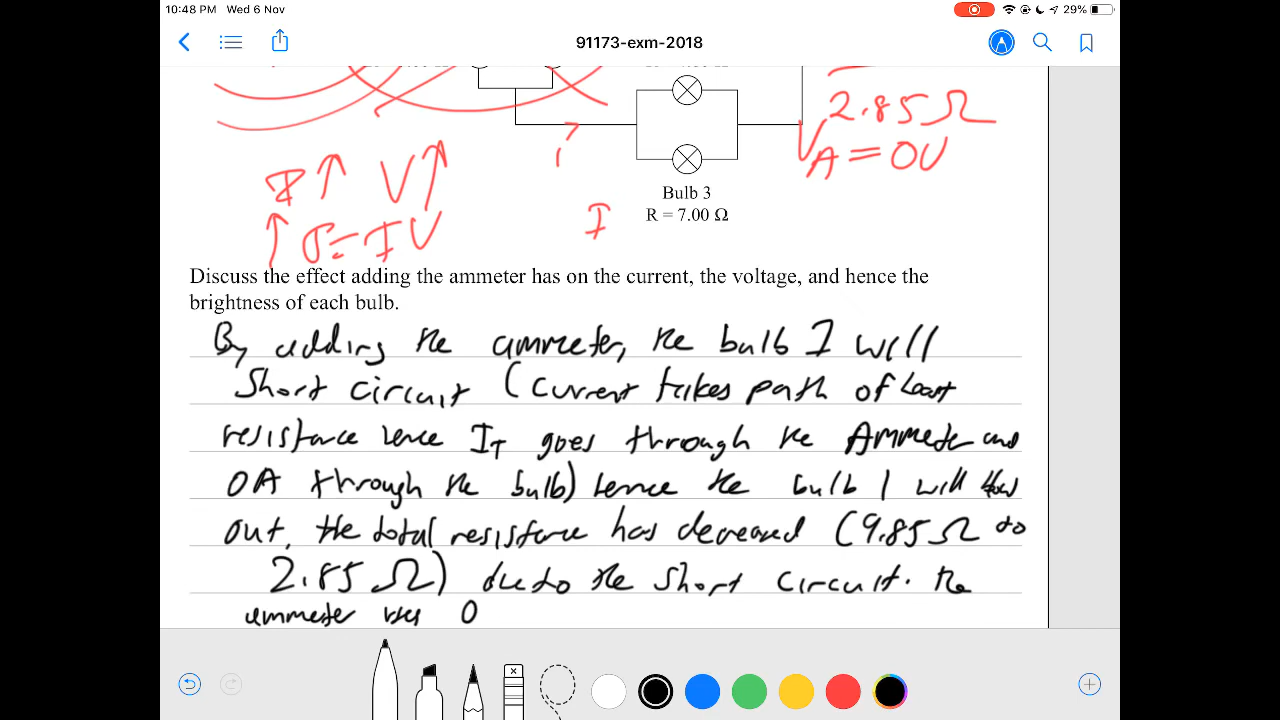 10:48 PM Wed 6 Nov
29%
91173-exm-2018
2.85 Ω
A = 0V
V ↑
↑ P = IV
I
Bulb 3
R = 7.00 Ω
Discuss the effect adding the ammeter has on the current, the voltage, and hence the
brightness of each bulb.
By adding the ammeter, the bulb I will
short circuit (current takes path of least
resistance hence IT goes through the Ammeter and
0A through the bulb) hence the bulb 1 will
out, the total resistance has decreased (9.85 Ω to
2.85 Ω) due to the short circuit. the
ammeter uses 0